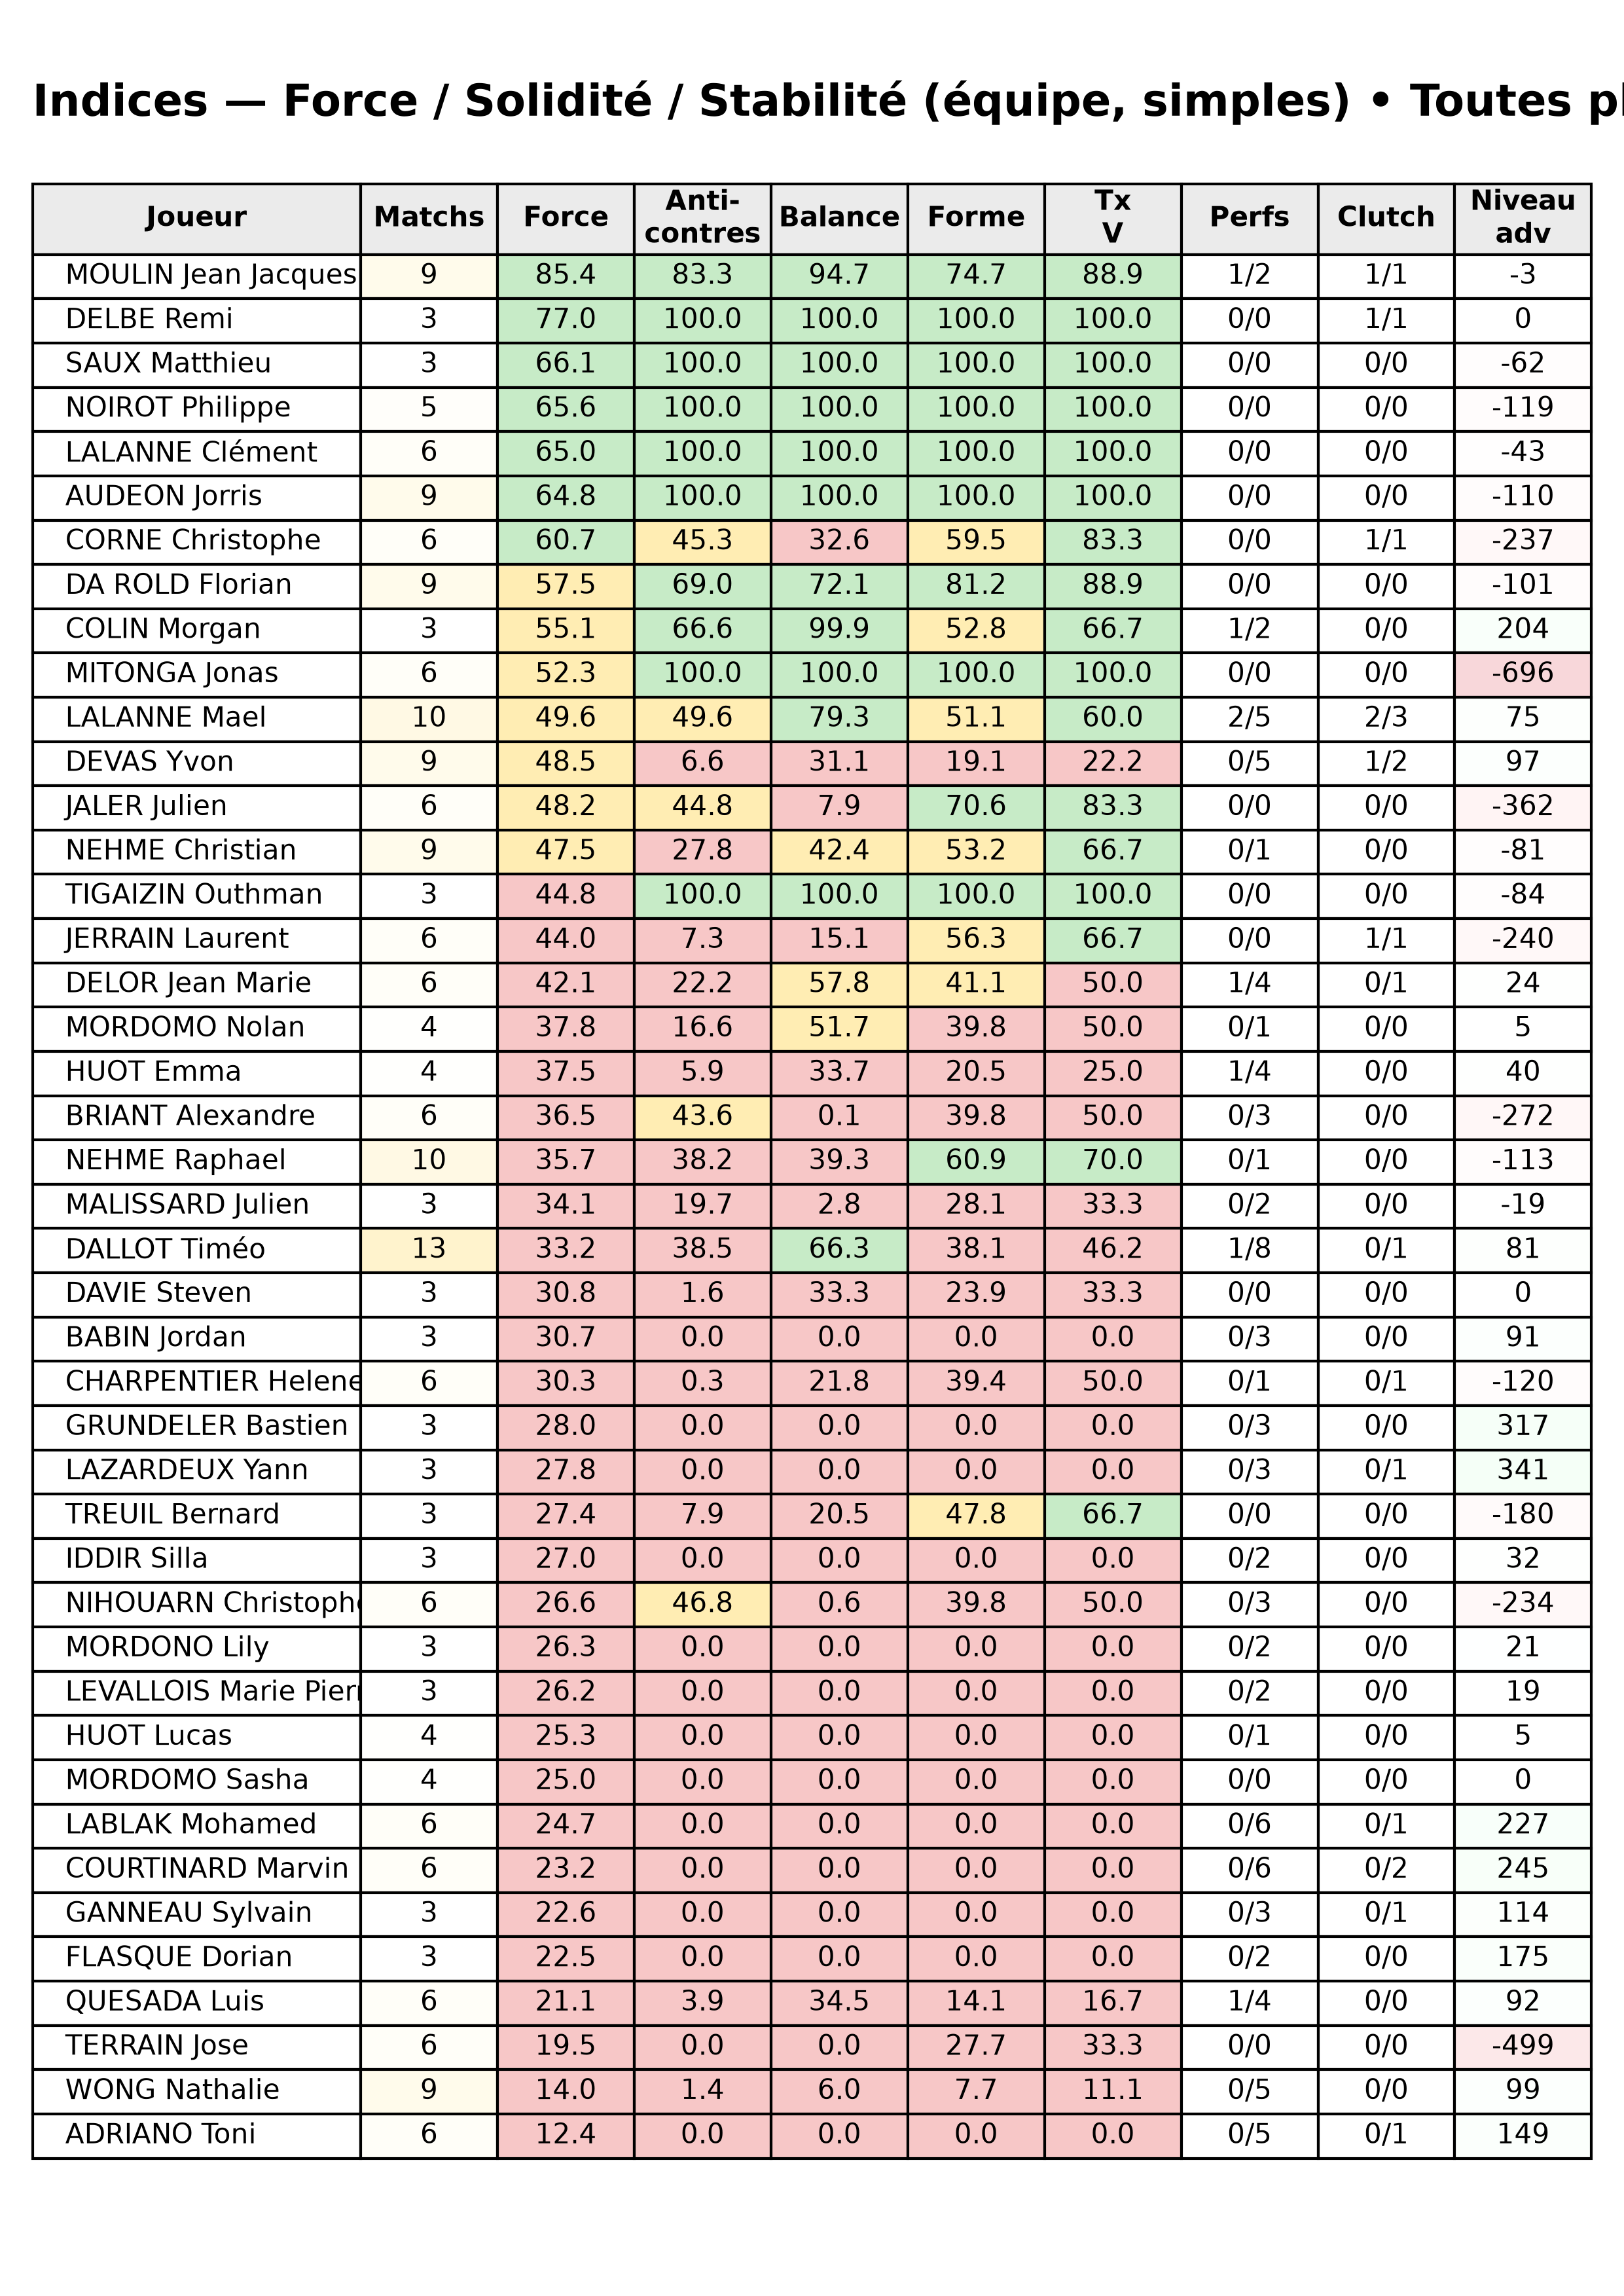 Indices — Force / Solidité / Stabilité (équipe, simples) • Toutes
Joueur Matchs Force Anti-contres Balance Forme Tx V Perfs Clutch Niveau adv
MOULIN Jean Jacques 9 85.4 83.3 94.7 74.7 88.9 1/2 1/1 -3
DELBE Remi 3 77.0 100.0 100.0 100.0 100.0 0/0 1/1 0
SAUX Matthieu 3 66.1 100.0 100.0 100.0 100.0 0/0 0/0 -62
NOIROT Philippe 5 65.6 100.0 100.0 100.0 100.0 0/0 0/0 -119
LALANNE Clément 6 65.0 100.0 100.0 100.0 100.0 0/0 0/0 -43
AUDEON Jorris 9 64.8 100.0 100.0 100.0 100.0 0/0 0/0 -110
CORNE Christophe 6 60.7 45.3 32.6 59.5 83.3 0/0 1/1 -237
DA ROLD Florian 9 57.5 69.0 72.1 81.2 88.9 0/0 0/0 -101
COLIN Morgan 3 55.1 66.6 99.9 52.8 66.7 1/2 0/0 204
MITONGA Jonas 6 52.3 100.0 100.0 100.0 100.0 0/0 0/0 -696
LALANNE Mael 10 49.6 49.6 79.3 51.1 60.0 2/5 2/3 75
DEVAS Yvon 9 48.5 6.6 31.1 19.1 22.2 0/5 1/2 97
JALER Julien 6 48.2 44.8 7.9 70.6 83.3 0/0 0/0 -362
NEHME Christian 9 47.5 27.8 42.4 53.2 66.7 0/1 0/0 -81
TIGAIZIN Outhman 3 44.8 100.0 100.0 100.0 100.0 0/0 0/0 -84
JERRAIN Laurent 6 44.0 7.3 15.1 56.3 66.7 0/0 1/1 -240
DELOR Jean Marie 6 42.1 22.2 57.8 41.1 50.0 1/4 0/1 24
MORDOMO Nolan 4 37.8 16.6 51.7 39.8 50.0 0/1 0/0 5
HUOT Emma 4 37.5 5.9 33.7 20.5 25.0 1/4 0/0 40
BRIANT Alexandre 6 36.5 43.6 0.1 39.8 50.0 0/3 0/0 -272
NEHME Raphael 10 35.7 38.2 39.3 60.9 70.0 0/1 0/0 -113
MALISSARD Julien 3 34.1 19.7 2.8 28.1 33.3 0/2 0/0 -19
DALLOT Timéo 13 33.2 38.5 66.3 38.1 46.2 1/8 0/1 81
DAVIE Steven 3 30.8 1.6 33.3 23.9 33.3 0/0 0/0 0
BABIN Jordan 3 30.7 0.0 0.0 0.0 0.0 0/3 0/0 91
CHARPENTIER Helene 6 30.3 0.3 21.8 39.4 50.0 0/1 0/1 -120
GRUNDELER Bastien 3 28.0 0.0 0.0 0.0 0.0 0/3 0/0 317
LAZARDEUX Yann 3 27.8 0.0 0.0 0.0 0.0 0/3 0/1 341
TREUIL Bernard 3 27.4 7.9 20.5 47.8 66.7 0/0 0/0 -180
IDDIR Silla 3 27.0 0.0 0.0 0.0 0.0 0/2 0/0 32
NIHOUARN Christophe 6 26.6 46.8 0.6 39.8 50.0 0/3 0/0 -234
MORDONO Lily 3 26.3 0.0 0.0 0.0 0.0 0/2 0/0 21
LEVALLOIS Marie 3 26.2 0.0 0.0 0.0 0.0 0/2 0/0 19
HUOT Lucas 4 25.3 0.0 0.0 0.0 0.0 0/1 0/0 5
MORDOMO Sasha 4 25.0 0.0 0.0 0.0 0.0 0/0 0/0 0
LABLAK Mohamed 6 24.7 0.0 0.0 0.0 0.0 0/6 0/1 227
COURTINARD Marvin 6 23.2 0.0 0.0 0.0 0.0 0/6 0/2 245
GANNEAU Sylvain 3 22.6 0.0 0.0 0.0 0.0 0/3 0/1 114
FLASQUE Dorian 3 22.5 0.0 0.0 0.0 0.0 0/2 0/0 175
QUESADA Luis 6 21.1 3.9 34.5 14.1 16.7 1/4 0/0 92
TERRAIN Jose 6 19.5 0.0 0.0 27.7 33.3 0/0 0/0 -499
WONG Nathalie 9 14.0 1.4 6.0 7.7 11.1 0/5 0/0 99
ADRIANO Toni 6 12.4 0.0 0.0 0.0 0.0 0/5 0/1 149